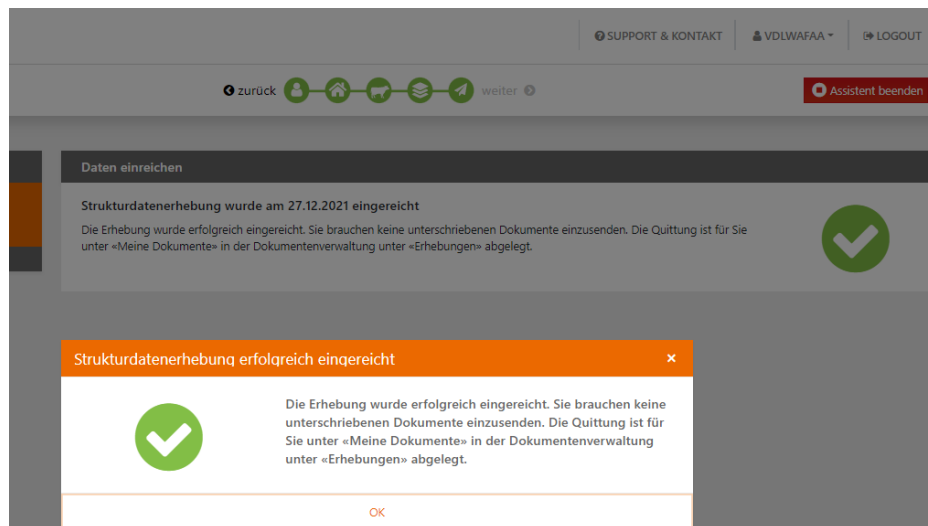 SUPPORT & KONTAKT
VDLWAFAA
LOGOUT
zurück
weiter
Assistent beenden
Daten einreichen
Strukturdatenerhebung wurde am 27.12.2021 eingereicht
Die Erhebung wurde erfolgreich eingereicht. Sie brauchen keine unterschriebenen Dokumente einzusenden. Die Quittung ist für Sie
unter «Meine Dokumente» in der Dokumentenverwaltung unter «Erhebungen» abgelegt.
Strukturdatenerhebung erfolgreich eingereicht
Die Erhebung wurde erfolgreich eingereicht. Sie brauchen keine
unterschriebenen Dokumente einzusenden. Die Quittung ist für
Sie unter «Meine Dokumente» in der Dokumentenverwaltung
unter «Erhebungen» abgelegt.
OK